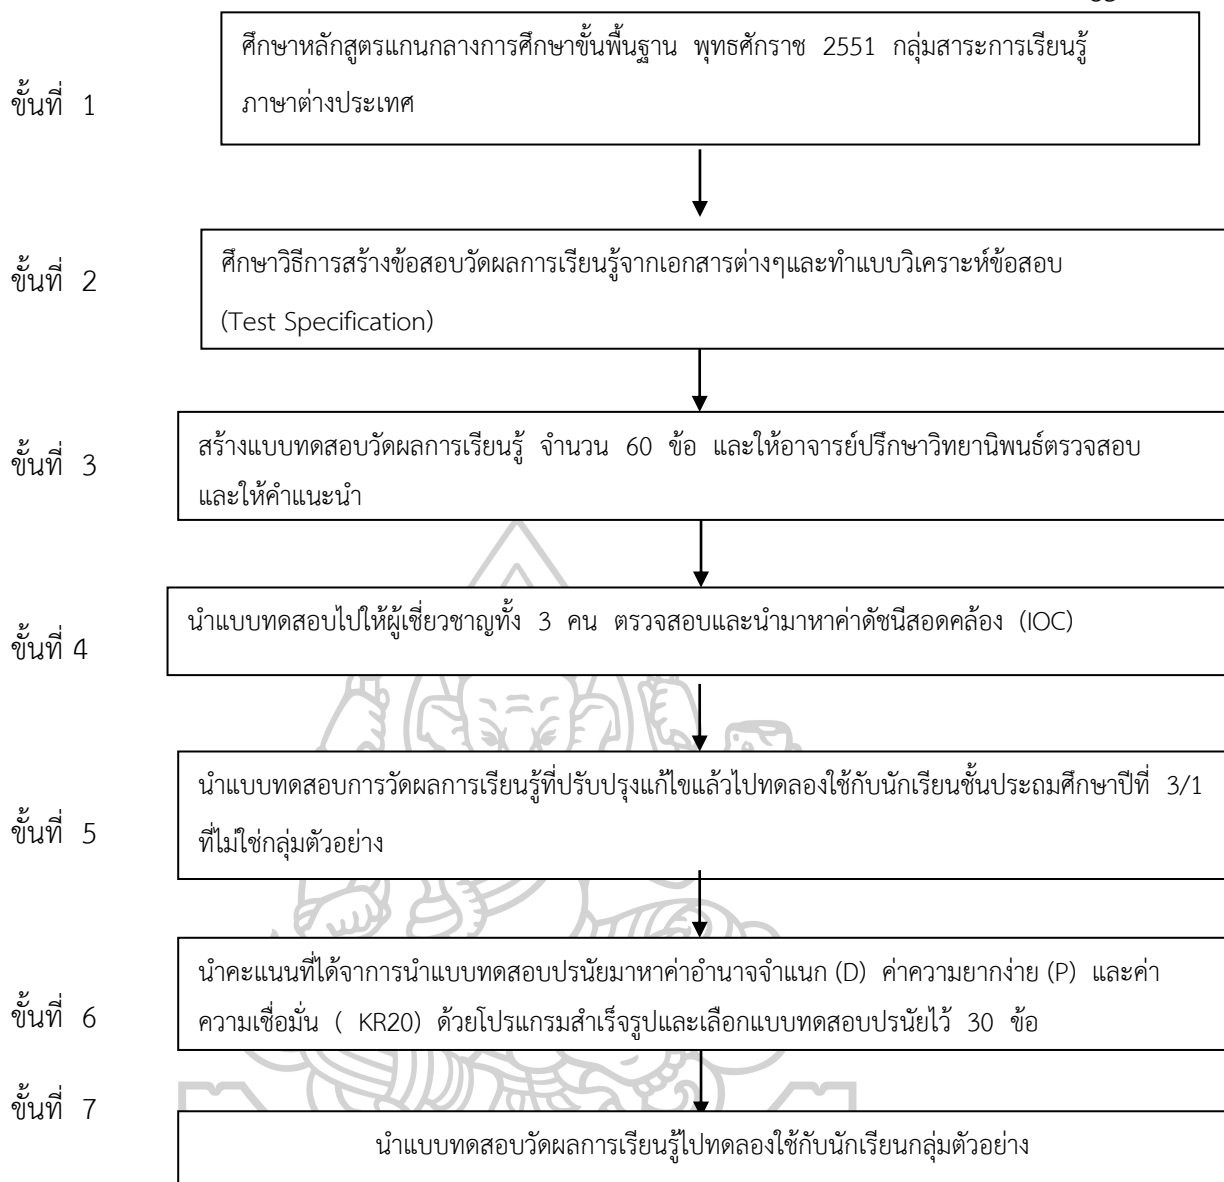 ศึกษาหลักสูตรแกนกลางการศึกษาขั้นพื้นฐาน พุทธศักราช 2551 กลุ่มสาระการเรียนรู้
ภาษาต่างประเทศ
ขั้นที่ 1
ศึกษาวิธีการสร้างข้อสอบวัดผลการเรียนรู้จากเอกสารต่างๆและทำแบบวิเคราะห์ข้อสอบ
(Test Specification)
ขั้นที่ 2
สร้างแบบทดสอบวัดผลการเรียนรู้ จำนวน 60 ข้อ และให้อาจารย์ปรึกษาวิทยานิพนธ์ตรวจสอบ
และให้คำแนะนำ
ขั้นที่ 3
นำแบบทดสอบไปให้ผู้เชี่ยวชาญทั้ง 3 คน ตรวจสอบและนำมาหาค่าดัชนีสอดคล้อง (IOC)
ขั้นที่ 4
นำแบบทดสอบการวัดผลการเรียนรู้ที่ปรับปรุงแก้ไขแล้วไปทดลองใช้กับนักเรียนชั้นประถมศึกษาปีที่ 3/1
ที่ไม่ใช่กลุ่มตัวอย่าง
ขั้นที่ 5
นำคะแนนที่ได้จาการนำแบบทดสอบปรนัยมาหาค่าอำนาจจำแนก (D) ค่าความยากง่าย (P) และค่า
ความเชื่อมั่น ( KR20) ด้วยโปรแกรมสำเร็จรูปและเลือกแบบทดสอบปรนัยไว้ 30 ข้อ
ขั้นที่ 6
ขั้นที่ 7
นำแบบทดสอบวัดผลการเรียนรู้ไปทดลองใช้กับนักเรียนกลุ่มตัวอย่าง